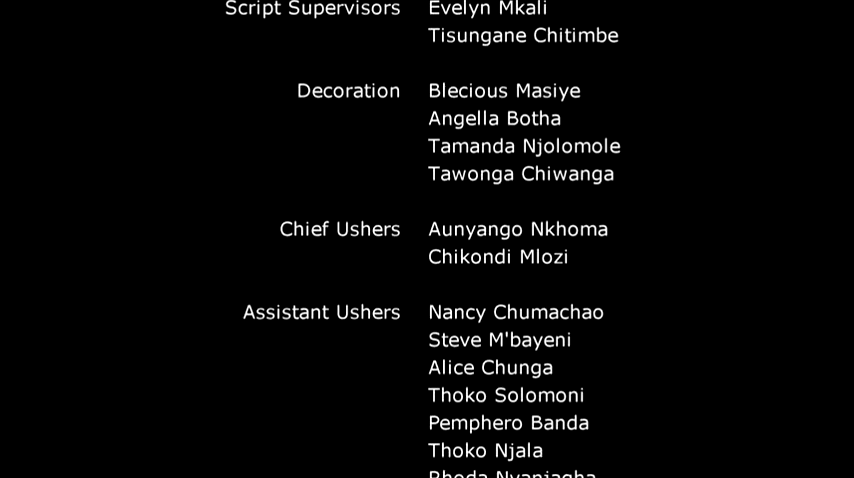 Script Supervisors Evelyn Mkali
Tisungane Chitimbe
Decoration Blecious Masiye
Angella Botha
Tamanda Njolomole
Tawonga Chiwanga
Chief Ushers Aunyango Nkhoma
Chikondi Mlozi
Assistant Ushers Nancy Chumachao
Steve M'bayeni
Alice Chunga
Thoko Solomoni
Pemphero Banda
Thoko Njala